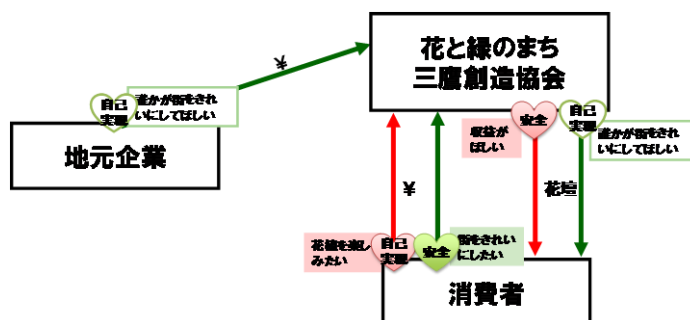 花と緑のまち
三鷹創造協会
¥
自己
実現
誰かが街をきれ
いにしてほしい
地元企業
収益が
ほしい
安全
自己
実現
誰かが街をきれ
いにしてほしい
¥
花壇
花植を楽し
みたい
自己
実現
安全
街をきれい
にしたい
消費者